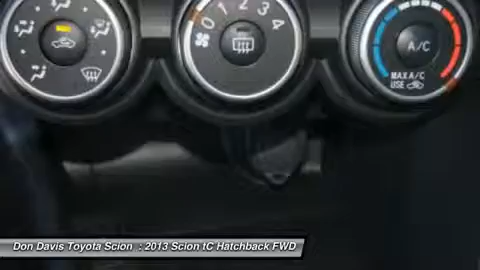 0 1 2 3 4
A/C
MAX A/C
USE
Don Davis Toyota Scion : 2013 Scion tC Hatchback FWD